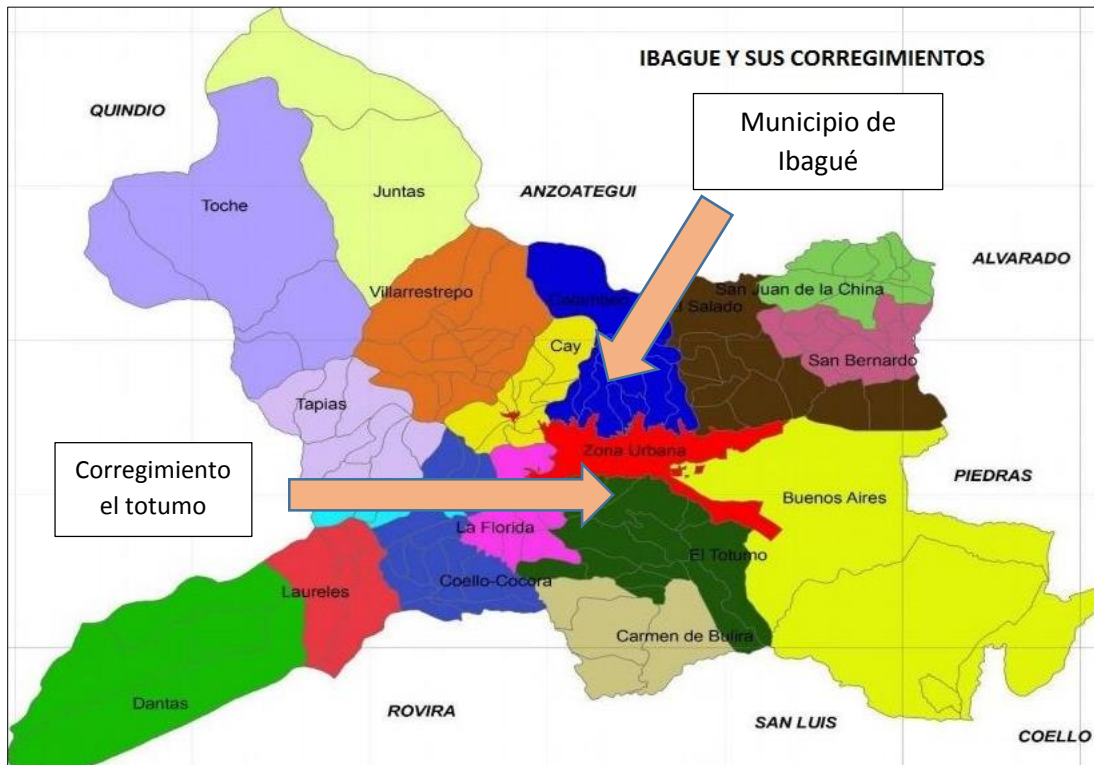 IBAGUE Y SUS CORREGIMIENTOS
QUINDIO
Municipio de
Ibagué
Juntas
ANZOATEGUI
Toche
ALVARADO
San Juan de la China
Villarrestrepo
Salado
Cay
San Bernardo
Tapias
Zona Urbana
Corregimiento
el totumo
PIEDRAS
Buenos Aires
La Florida
El Totumo
Laureles
Coello-Cocora
Carmen de Bulira
Dantas
ROVIRA
SAN LUIS
COELLO